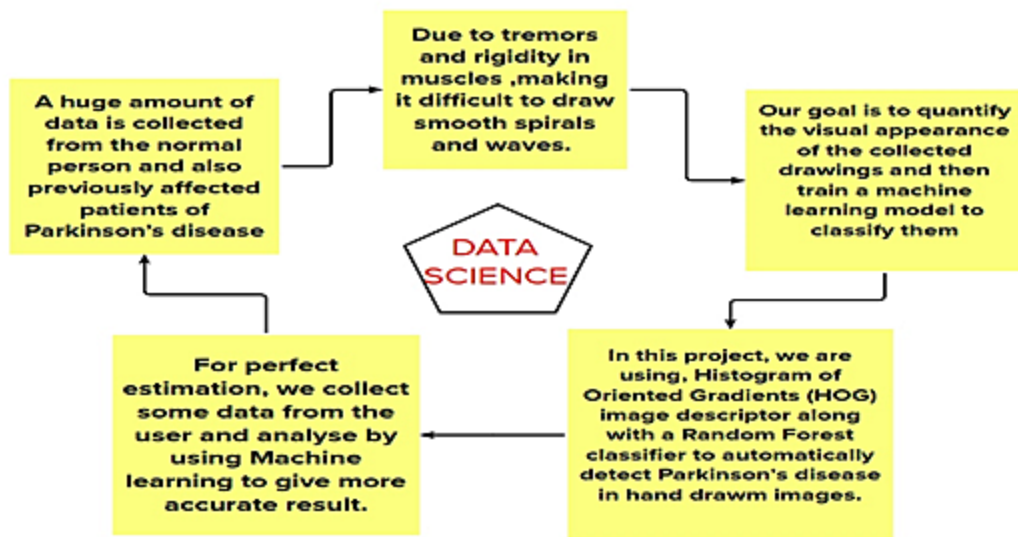 Due to tremors
and rigidity in
muscles ,making
it difficult to draw
smooth spirals
and waves.
A huge amount of
data is collected
from the normal
person and also
previously affected
patients of
Parkinson's disease
Our goal is to quantify
the visual appearance
of the collected
drawings and then
train a machine
learning model to
classify them
DATA
SCIENCE
For perfect
estimation, we collect
some data from the
user and analyse by
using Machine
learning to give more
accurate result.
In this project, we are
using, Histogram of
Oriented Gradients (HOG)
image descriptor along
with a Random Forest
classifier to automatically
detect Parkinson's disease
in hand drawm images.